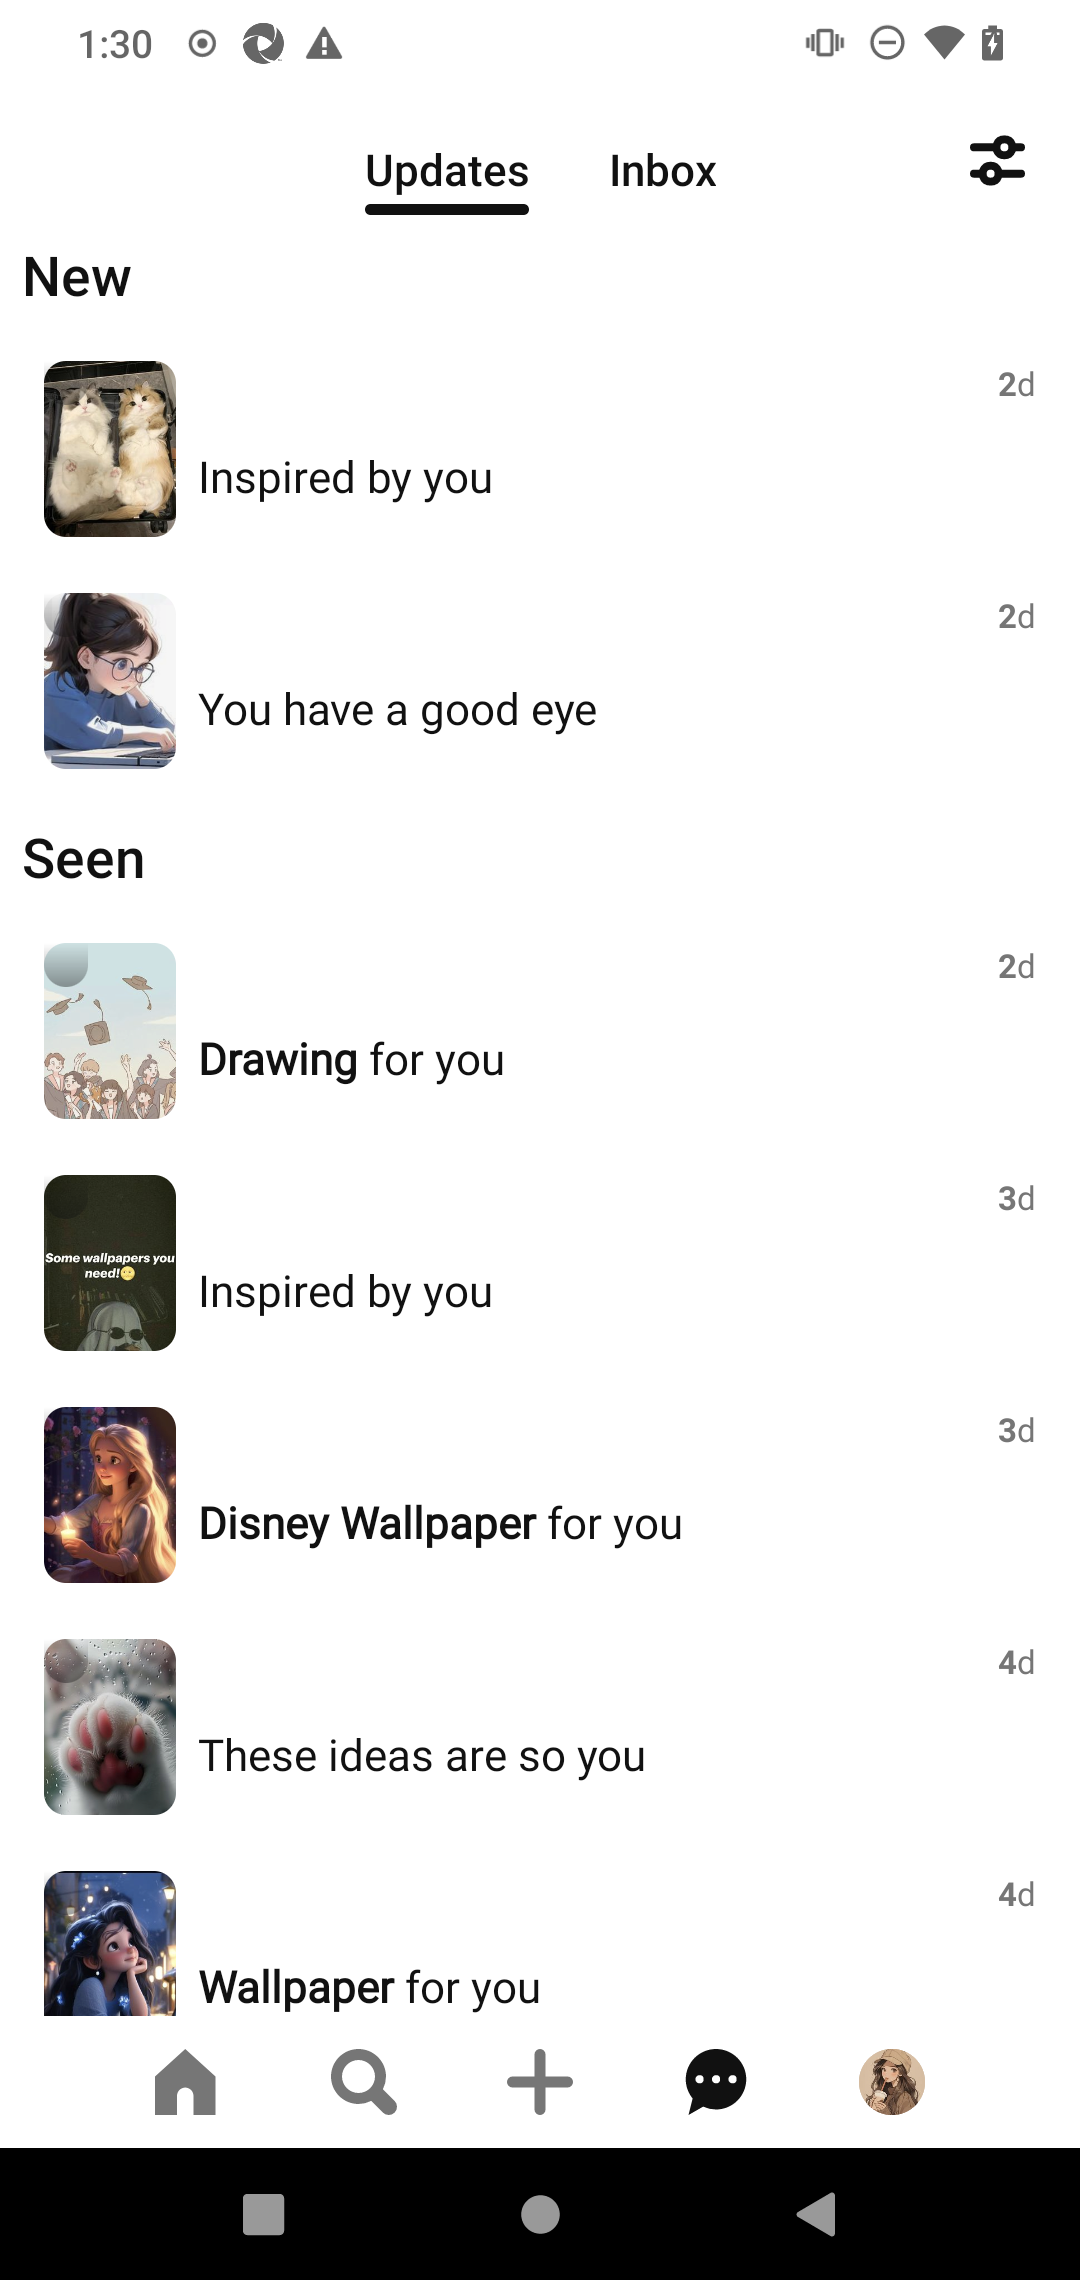 1:30
Updates
Inbox
New
2d
Inspired by you
2d
You have a good eye
Seen
2d
Drawing for you
3d
Some wallpapers you
need!
Inspired by you
3d
Disney Wallpaper for you
4d
These ideas are so you
4d
Wallpaper for you